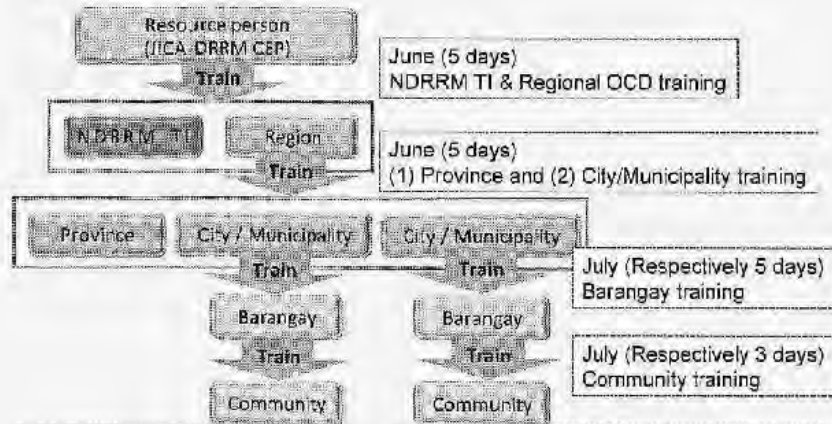 Resource person
(JICA DRRM CEP)
Train
June (5 days)
NDRRM TI & Regional OCD training
NDRRM TI
Region
Train
June (5 days)
(1) Province and (2) City/Municipality training
Province
City / Municipality
City / Municipality
Train
Train
July (Respectively 5 days)
Barangay training
Barangay
Barangay
Train
Train
July (Respectively 3 days)
Community training
Community
Community